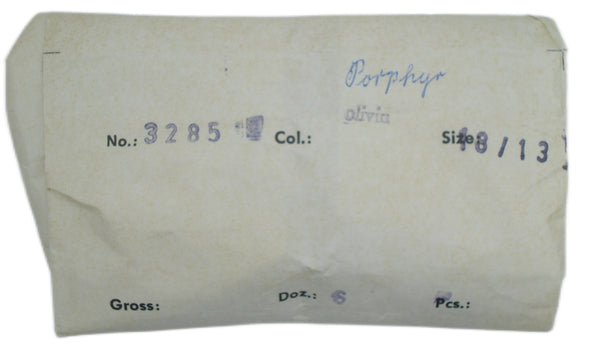 Porphyr
olivin
No.: 3285 Col.: Size: 18/13
Gross: Doz.: 6 Pcs.: